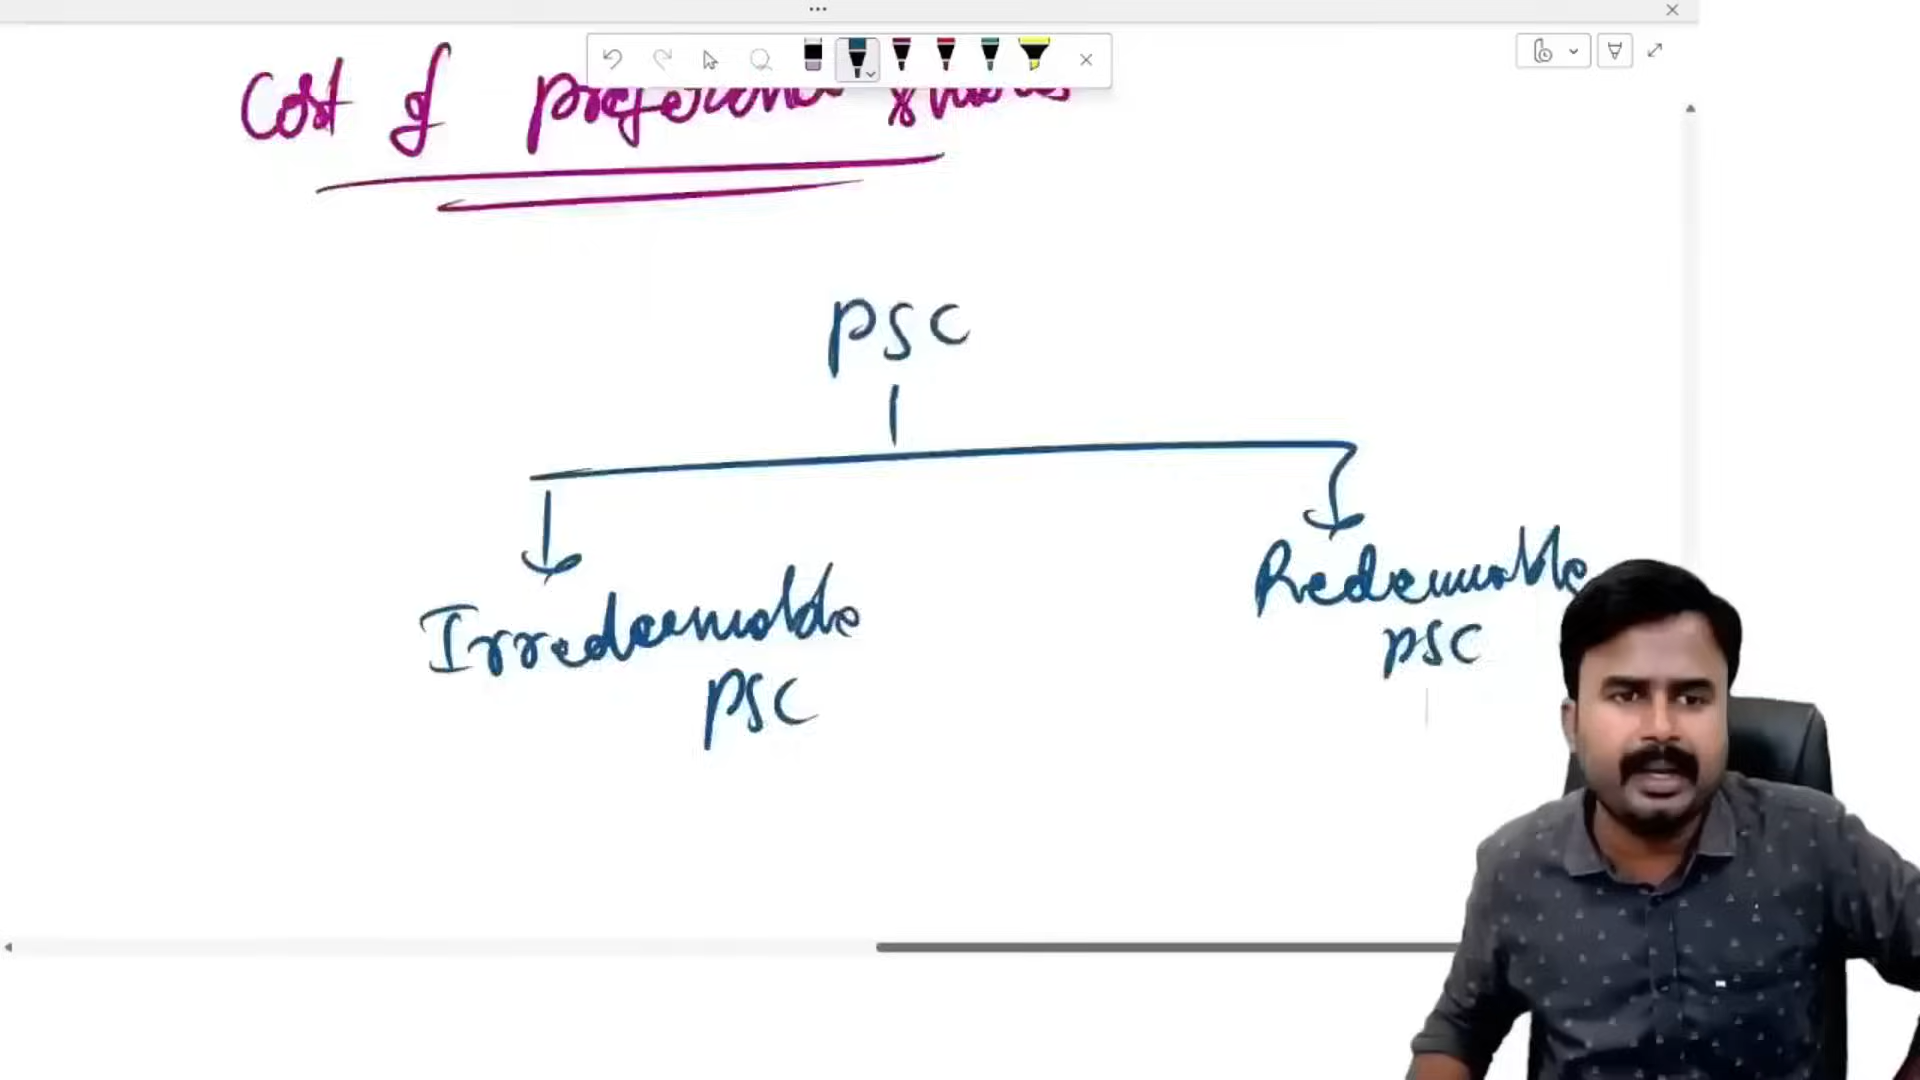 Cost of preference shares
PSC
Irredeemable
PSC
Redeemable
PSC